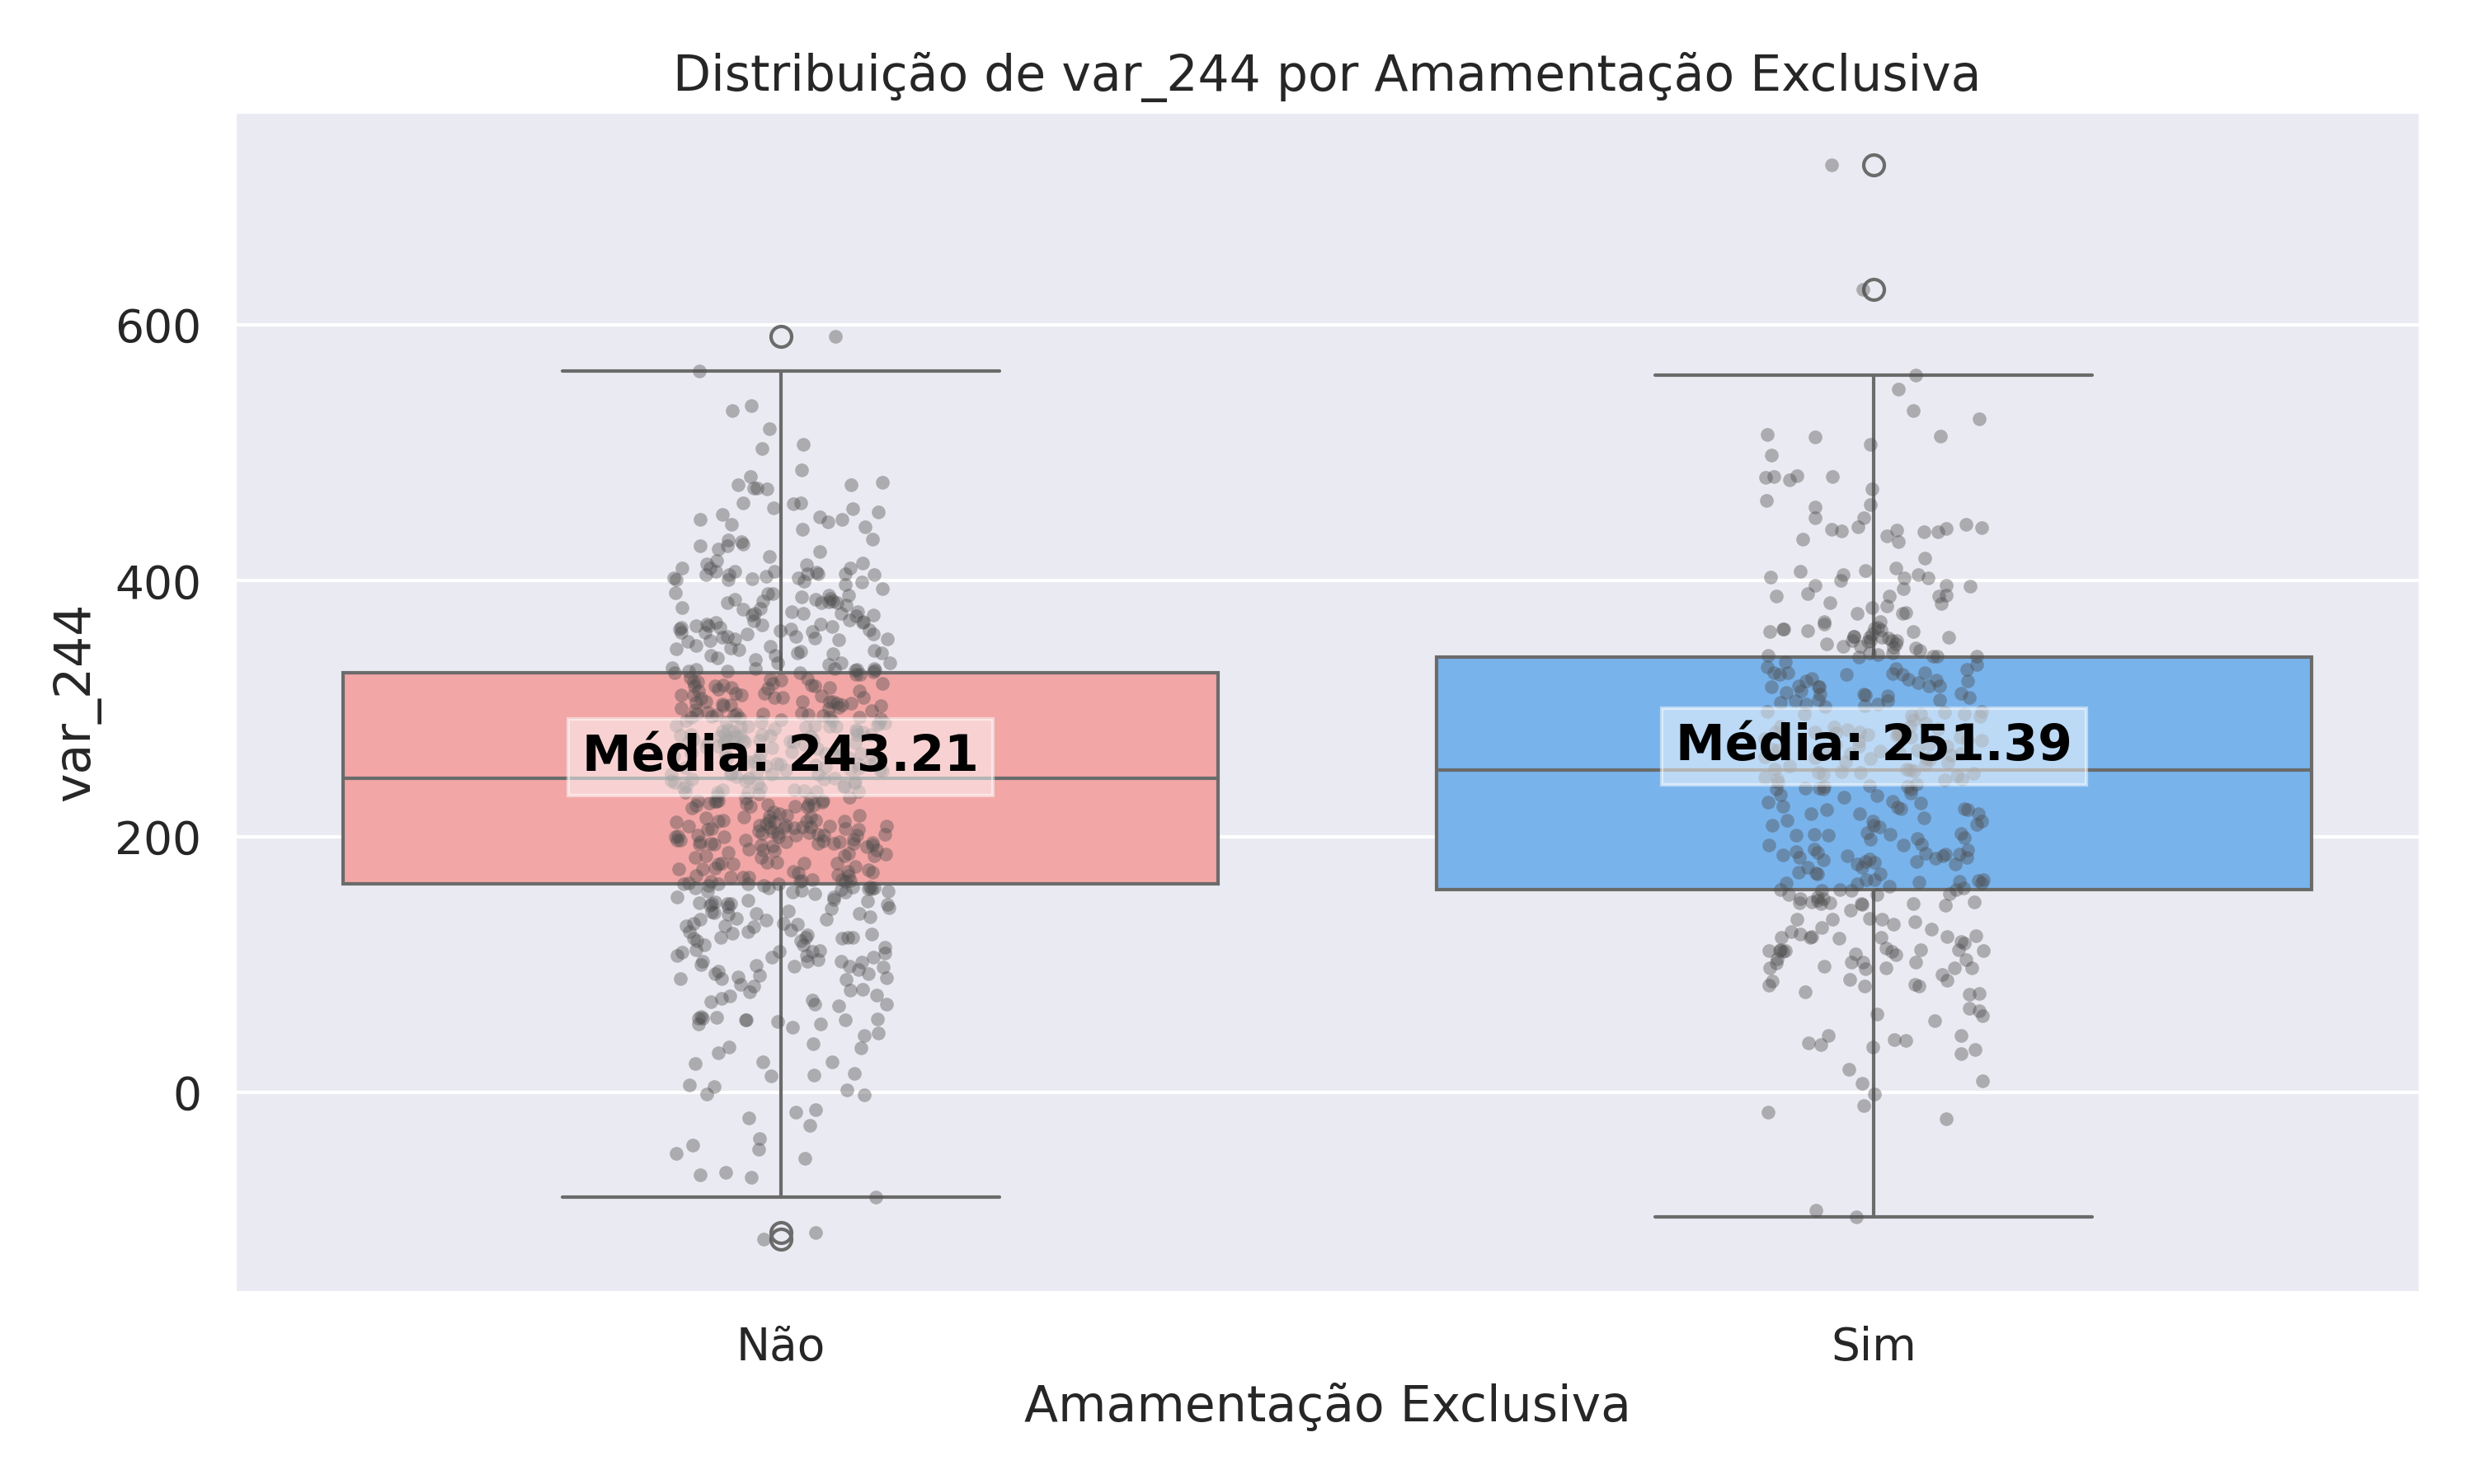 Distribuição de var_244 por Amamentação Exclusiva
var_244
600
400
200
0
Média: 243.21
Média: 251.39
Não
Sim
Amamentação Exclusiva